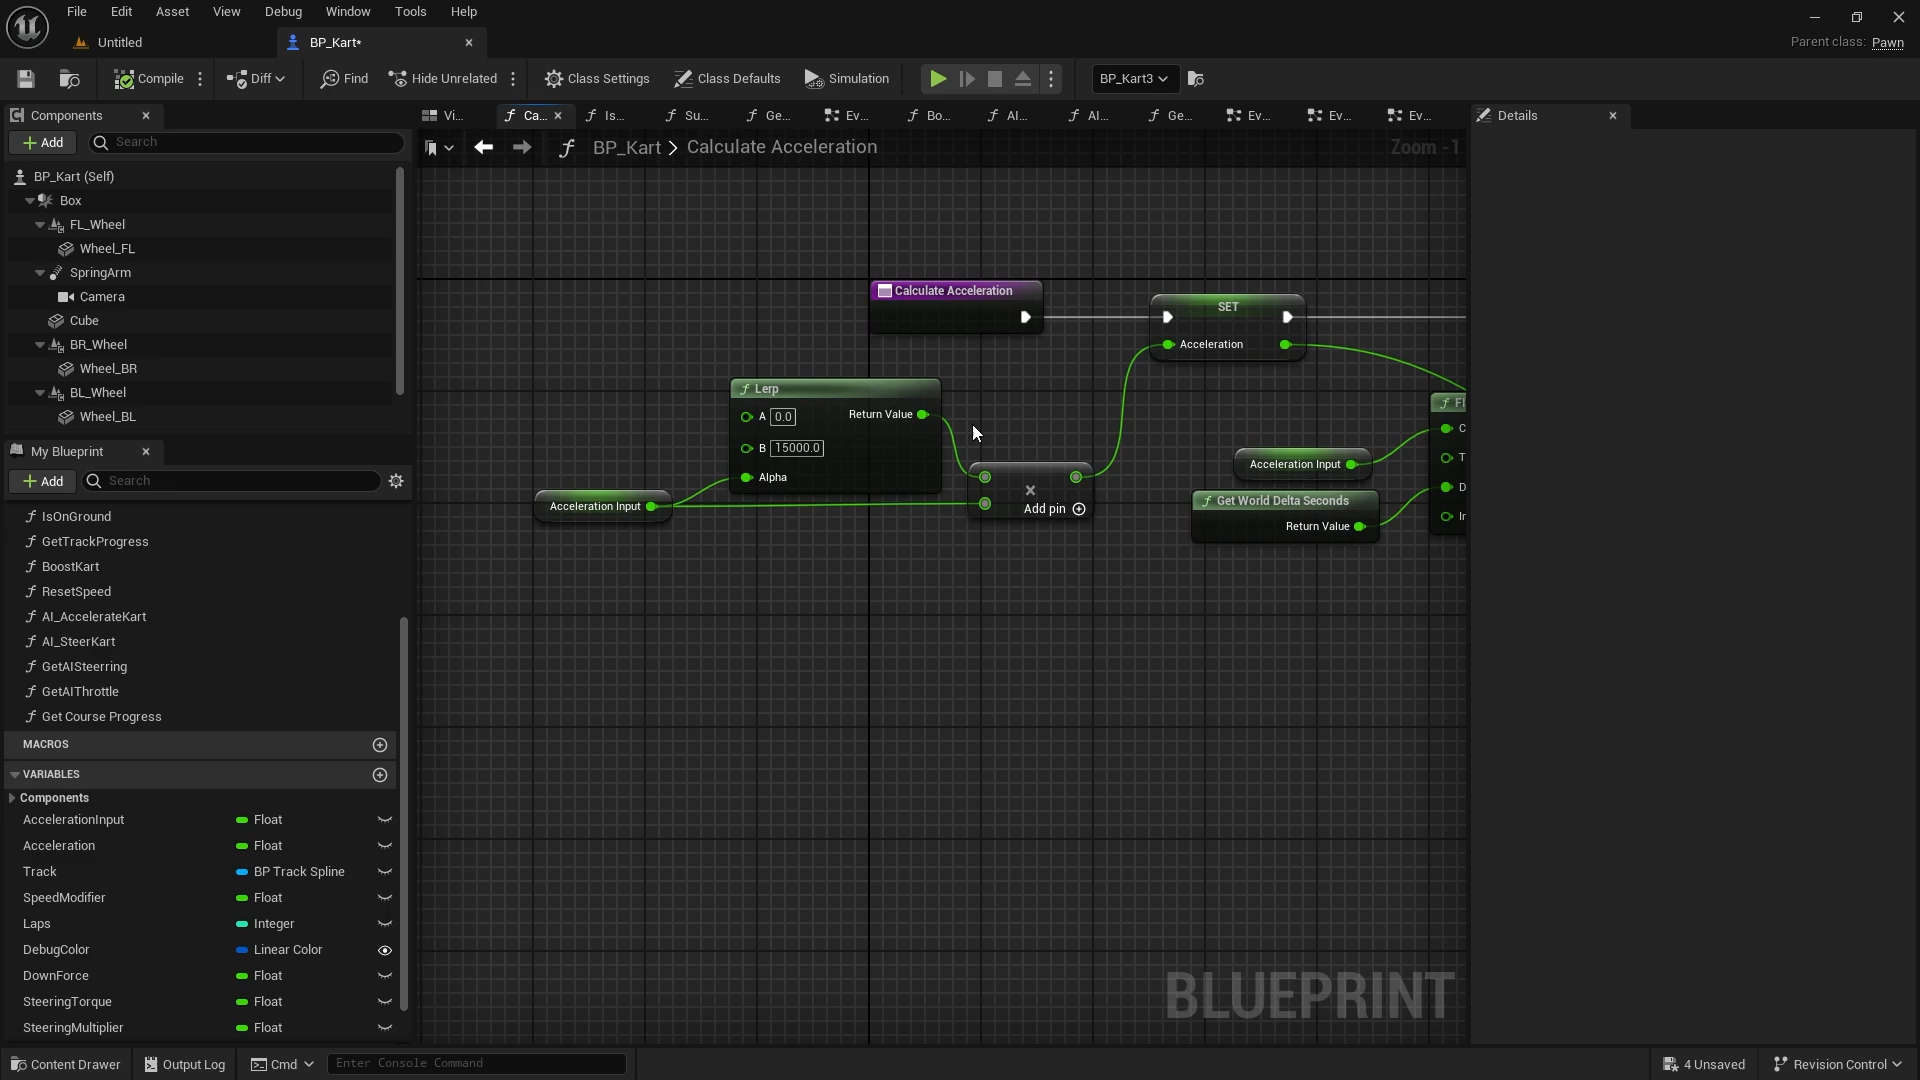 File Edit Asset View Debug Window Tools Help
Untitled
BP_Kart*
Parent class: Pawn
Compile Diff Find Hide Unrelated Class Settings Class Defaults Simulation BP_Kart3
Components
Add Search
BP_Kart (Self)
Box
FL_Wheel
Wheel_FL
SpringArm
Camera
Cube
BR_Wheel
Wheel_BR
BL_Wheel
Wheel_BL
My Blueprint
Add Search
IsOnGround
GetTrackProgress
BoostKart
ResetSpeed
AI_AccelerateKart
AI_SteerKart
GetAISteerring
GetAIThrottle
Get Course Progress
MACROS
VARIABLES
Components
AccelerationInput Float
Acceleration Float
Track BP Track Spline
SpeedModifier Float
Laps Integer
DebugColor Linear Color
DownForce Float
SteeringTorque Float
SteeringMultiplier Float
Vi... Ca... Is... Su... Ge... Ev... Bo... AI... AI... Ge... Ev... Ev... Ev...
BP_Kart > Calculate Acceleration
Zoom -1
Calculate Acceleration
SET
Acceleration
Lerp
A 0.0 Return Value
B 15000.0
Alpha
Acceleration Input
Add pin
Acceleration Input
Get World Delta Seconds
Return Value
Fl
C
T
D
In
BLUEPRINT
Details
Content Drawer Output Log Cmd Enter Console Command
4 Unsaved Revision Control